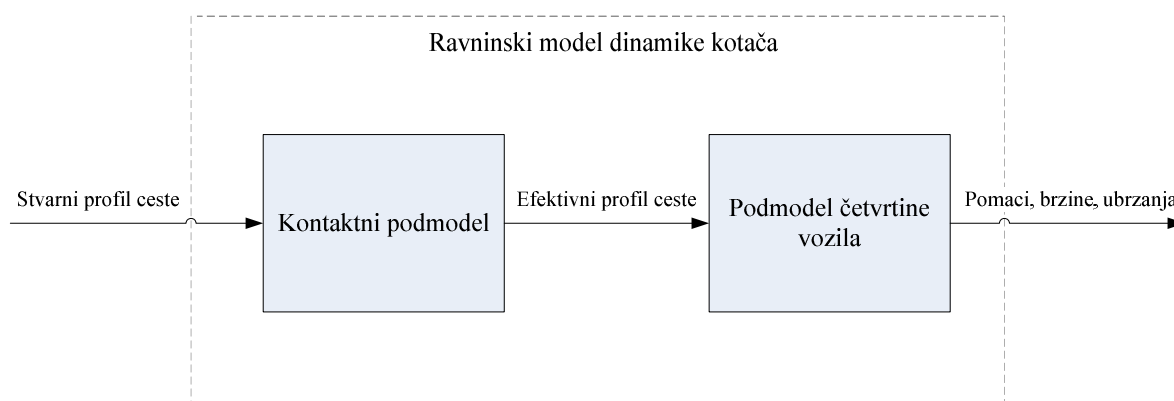 Ravninski model dinamike kotača
Stvarni profil ceste
Kontaktni podmodel
Efektivni profil ceste
Podmodel četvrtine
vozila
Pomaci, brzine, ubrzanja